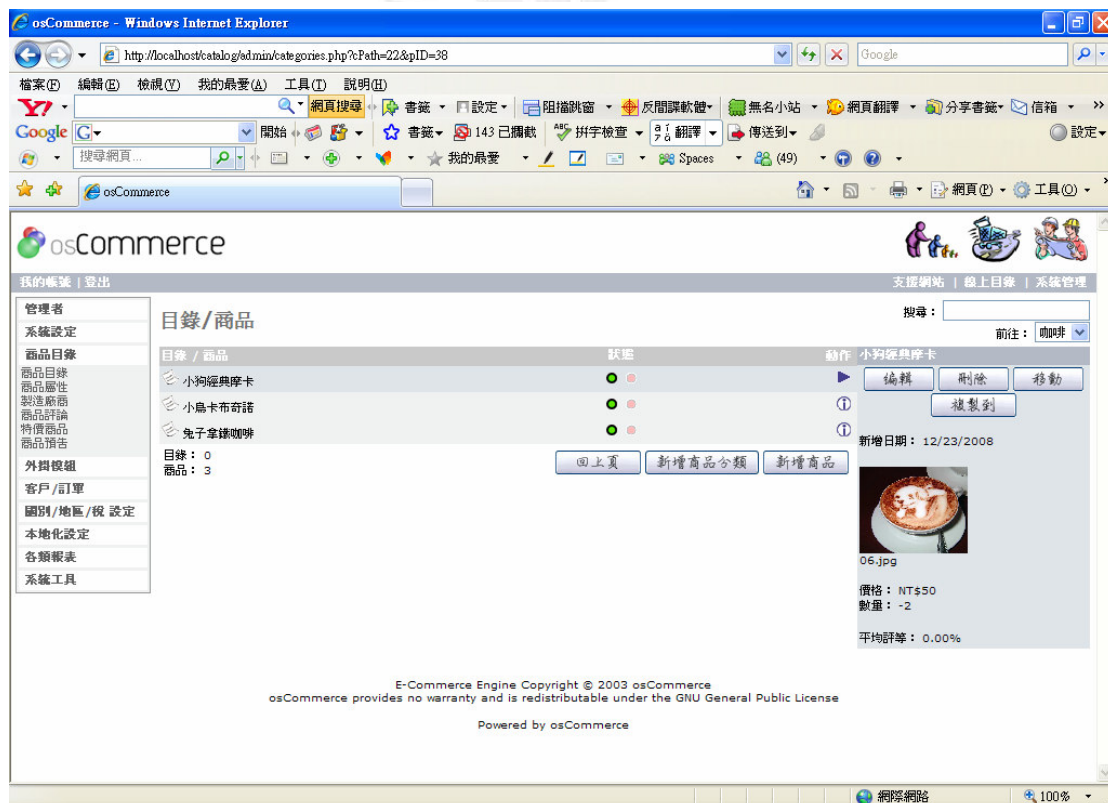 osCommerce - Windows Internet Explorer
http://localhost/catalog/admin/categories.php?cPath=22&pID=38
Google
檔案(F) 編輯(E) 檢視(V) 我的最愛(A) 工具(T) 說明(H)
Y! 網頁搜尋 書籤 設定 阻擋跳窗 反間諜軟體 無名小站 網頁翻譯 分享書籤 信箱
Google G 開始 書籤 143 已攔截 拼字檢查 翻譯 傳送到 設定
搜尋網頁... 我的最愛 Spaces (49)
osCommerce 網頁(P) 工具(O)
osCommerce
我的帳號 | 登出 支援網站 | 線上目錄 | 系統管理
管理者
系統設定
商品目錄
商品目錄
商品屬性
製造廠商
商品評論
特價商品
商品預告
外掛模組
客戶/訂單
國別/地區/稅 設定
本地化設定
各類報表
系統工具
目錄/商品
搜尋：
前往： 咖啡
目錄 / 商品 狀態 動作
小狗經典摩卡
小鳥卡布奇諾
兔子拿鐵咖啡
目錄： 0
商品： 3
回上頁 新增商品分類 新增商品
小狗經典摩卡
編輯 刪除 移動
複製到
新增日期： 12/23/2008
06.jpg
價格： NT$50
數量： -2
平均評等： 0.00%
E-Commerce Engine Copyright © 2003 osCommerce
osCommerce provides no warranty and is redistributable under the GNU General Public License
Powered by osCommerce
網際網路 100%